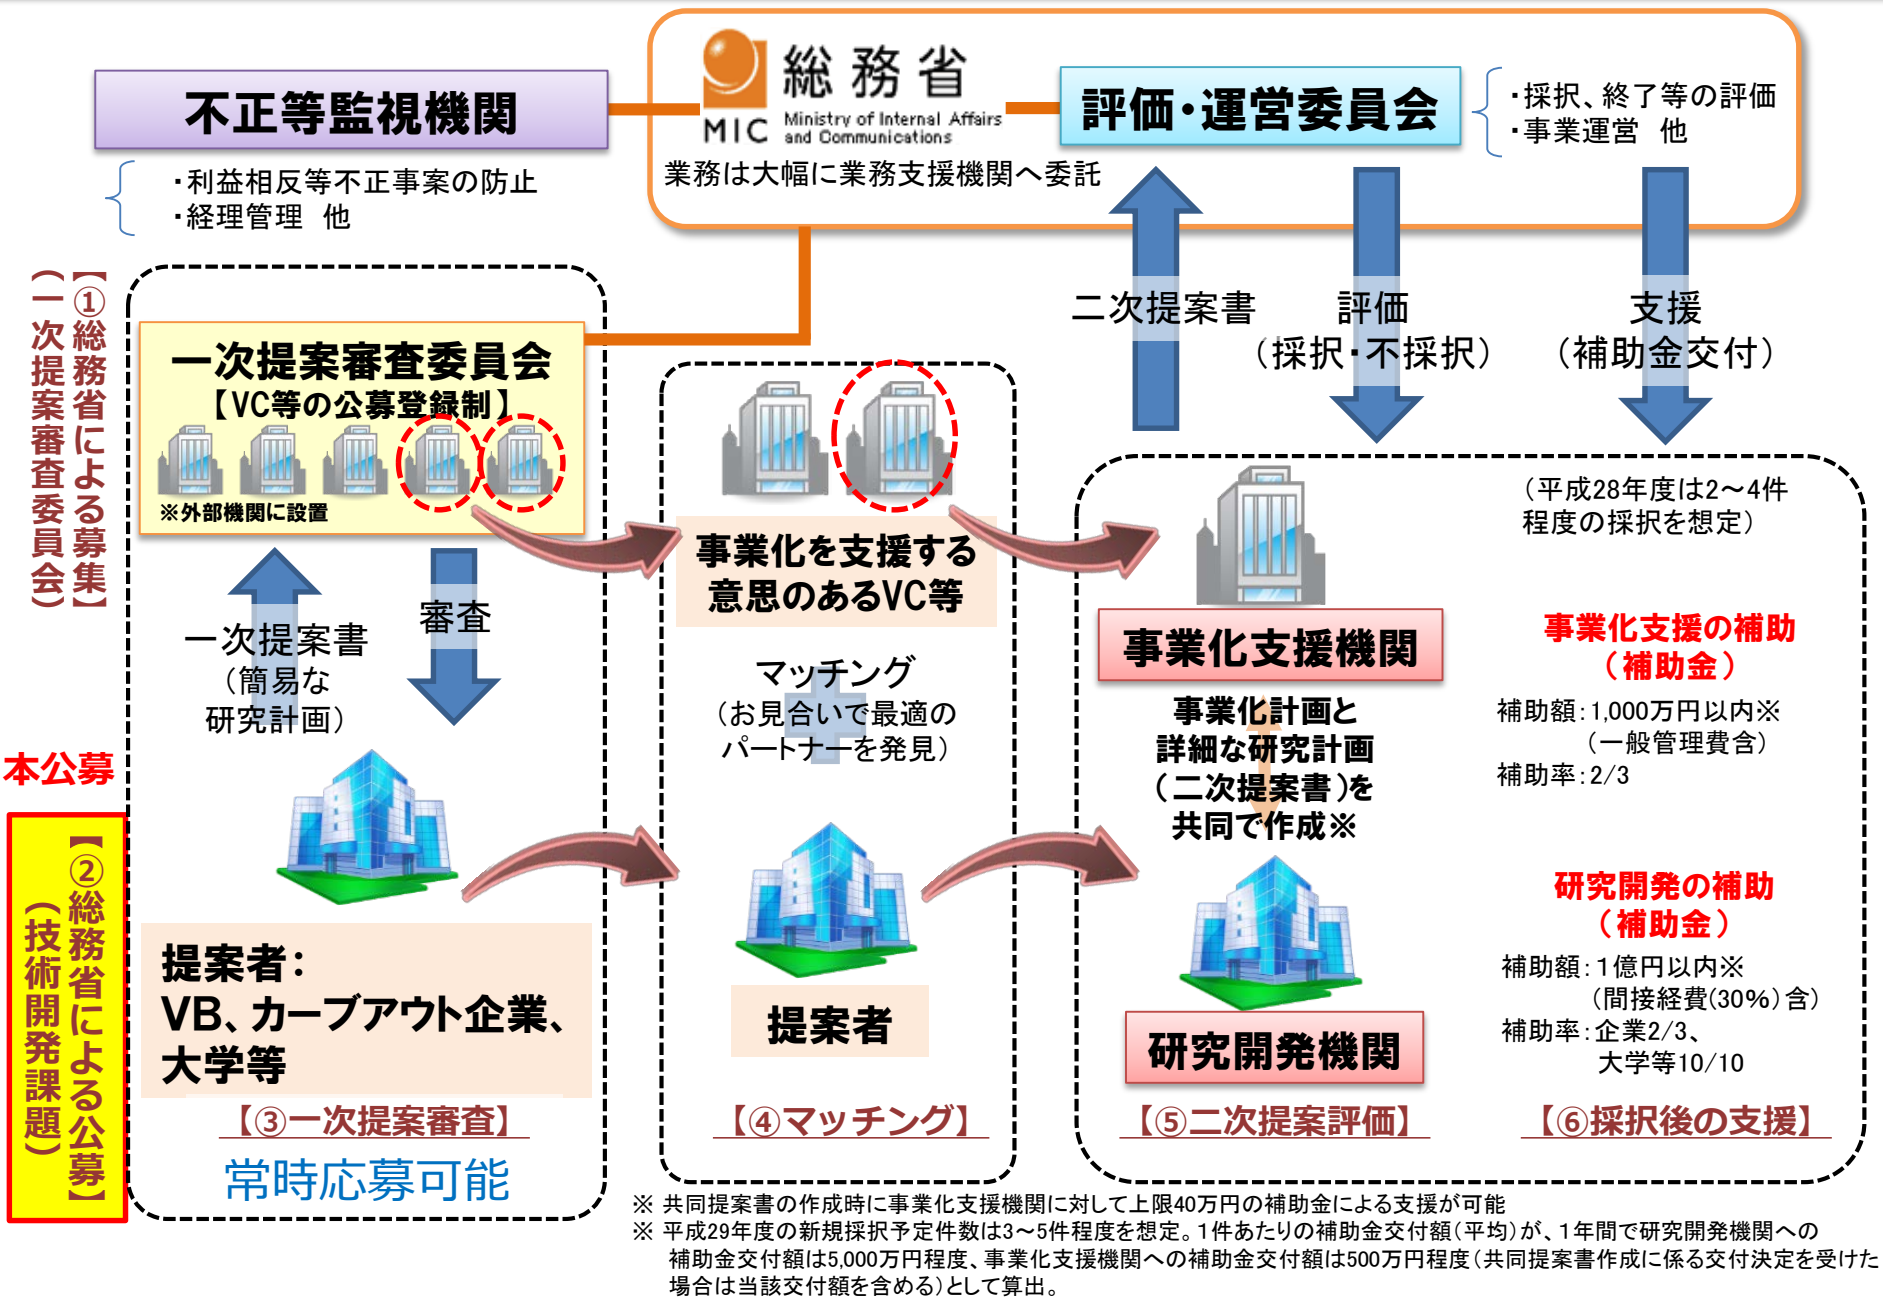 不正等監視機関
・利益相反等不正事案の防止
・経理管理 他
総務省
MIC
Ministry of Internal Affairs
and Communications
業務は大幅に業務支援機関へ委託
評価・運営委員会
・採択、終了等の評価
・事業運営 他
【①総務省による募集】
（一次提案審査委員会）
一次提案審査委員会
【VC等の公募登録制】
※外部機関に設置
一次提案書
（簡易な
研究計画）
審査
本公募
【②総務省による公募】
（技術開発課題）
提案者：
VB、カーブアウト企業、
大学等
【③一次提案審査】
常時応募可能
事業化を支援する
意思のあるVC等
マッチング
（お見合いで最適の
パートナーを発見）
提案者
【④マッチング】
二次提案書
評価
（採択・不採択）
支援
（補助金交付）
事業化支援機関
事業化計画と
詳細な研究計画
（二次提案書）を
共同で作成※
研究開発機関
【⑤二次提案評価】
（平成28年度は2～4件
程度の採択を想定）
事業化支援の補助
（補助金）
補助額：1,000万円以内※
（一般管理費含）
補助率：2/3
研究開発の補助
（補助金）
補助額：1億円以内※
（間接経費(30%)含）
補助率：企業2/3、
大学等10/10
【⑥採択後の支援】
※ 共同提案書の作成時に事業化支援機関に対して上限40万円の補助金による支援が可能
※ 平成29年度の新規採択予定件数は3～5件程度を想定。1件あたりの補助金交付額（平均）が、1年間で研究開発機関への
補助金交付額は5,000万円程度、事業化支援機関への補助金交付額は500万円程度（共同提案書作成に係る交付決定を受けた
場合は当該交付額を含める）として算出。